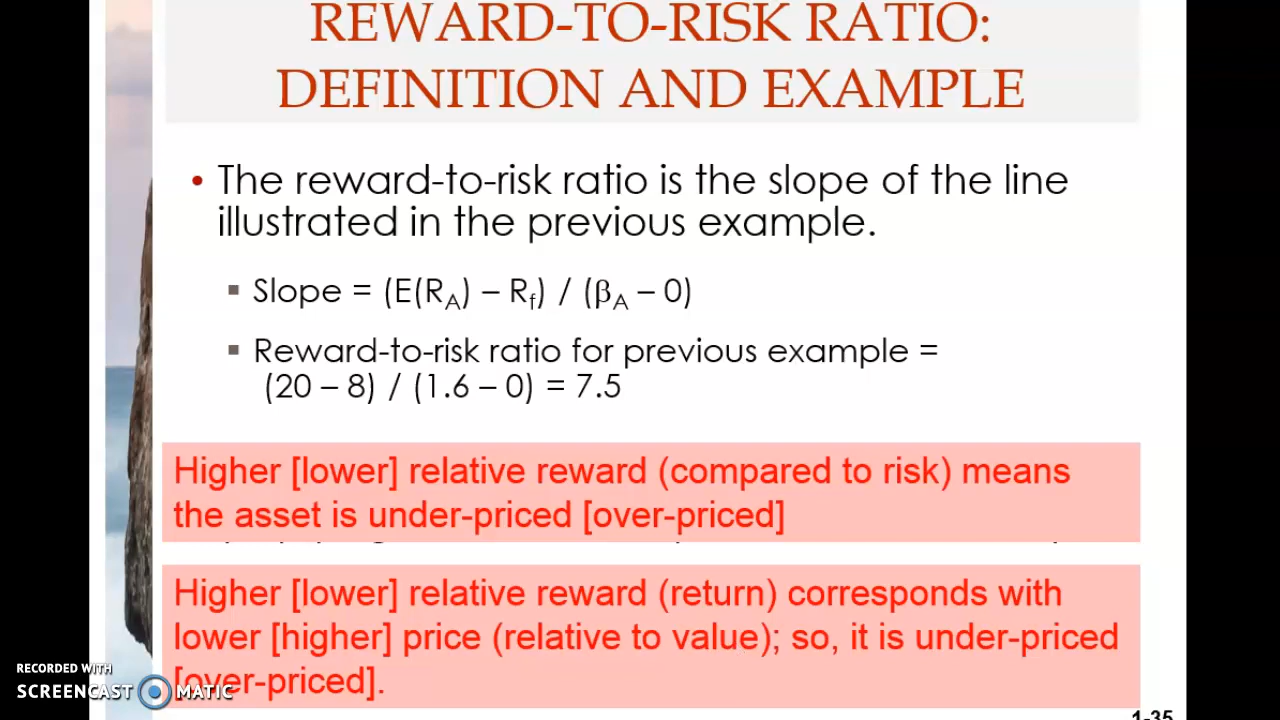 REWARD-TO-RISK RATIO:
DEFINITION AND EXAMPLE
• The reward-to-risk ratio is the slope of the line
illustrated in the previous example.
▪ Slope = (E(R_A) – R_f) / (β_A – 0)
▪ Reward-to-risk ratio for previous example =
(20 – 8) / (1.6 – 0) = 7.5
Higher [lower] relative reward (compared to risk) means
the asset is under-priced [over-priced]
Higher [lower] relative reward (return) corresponds with
lower [higher] price (relative to value); so, it is under-priced
[over-priced].
RECORDED WITH
SCREENCAST MATIC
1-35